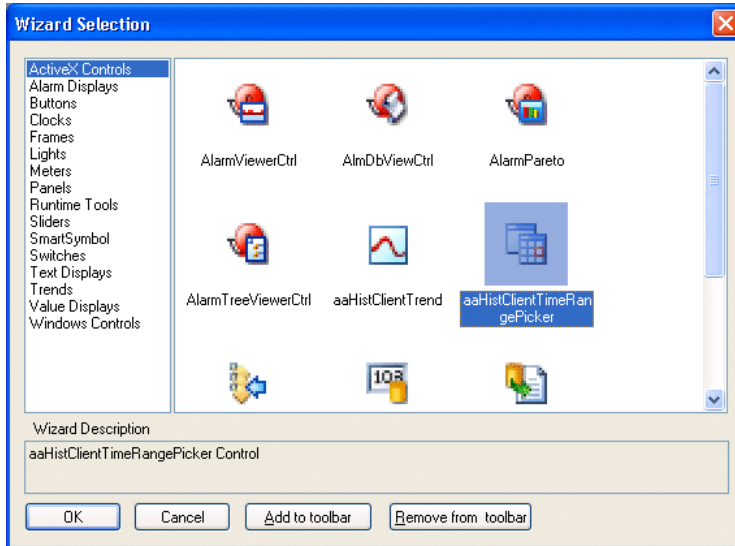 Wizard Selection
ActiveX Controls
Alarm Displays
Buttons
Clocks
Frames
Lights
Meters
Panels
Runtime Tools
Sliders
SmartSymbol
Switches
Text Displays
Trends
Value Displays
Windows Controls
AlarmViewerCtrl
AlmDbViewCtrl
AlarmPareto
AlarmTreeViewerCtrl
aaHistClientTrend
aaHistClientTimeRan
gePicker
108
Wizard Description
aaHistClientTimeRangePicker Control
OK
Cancel
Add to toolbar
Remove from toolbar